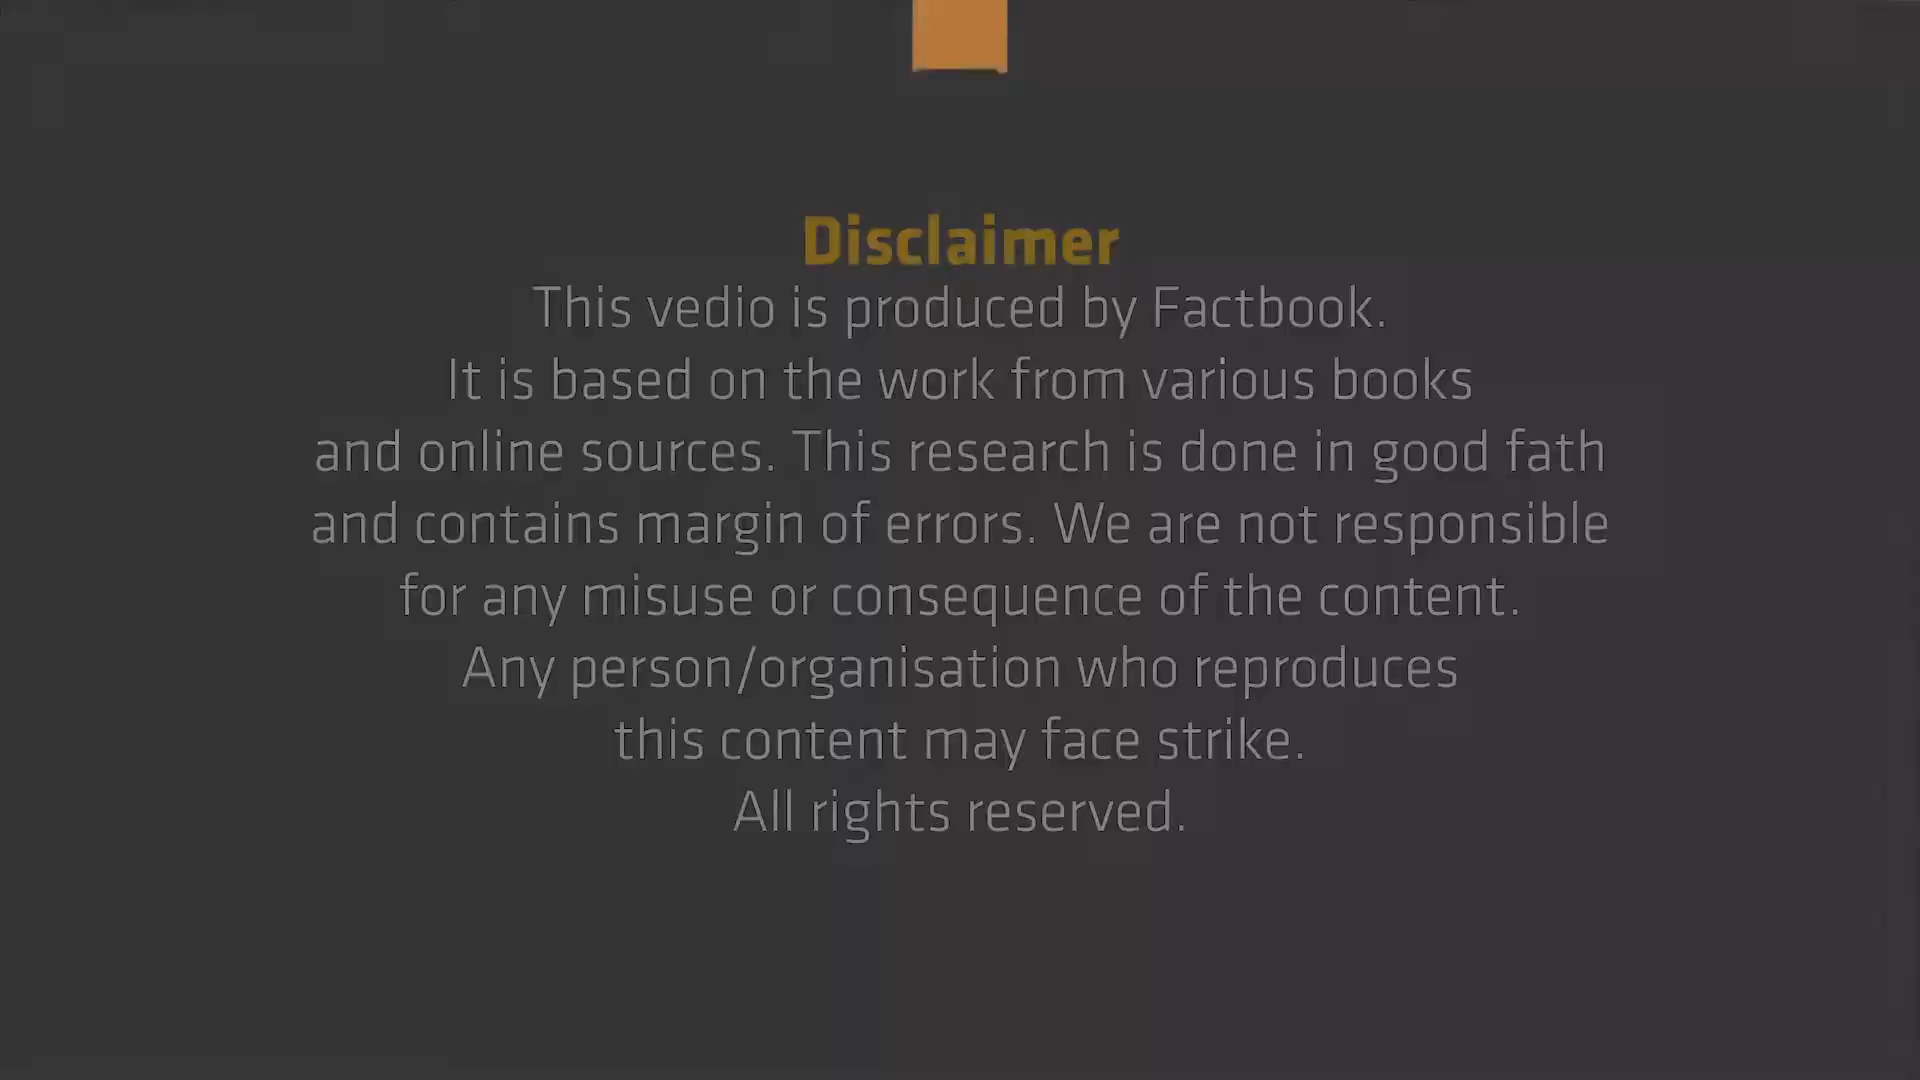 Disclaimer
This vedio is produced by Factbook.
It is based on the work from various books
and online sources. This research is done in good fath
and contains margin of errors. We are not responsible
for any misuse or consequence of the content.
Any person/organisation who reproduces
this content may face strike.
All rights reserved.